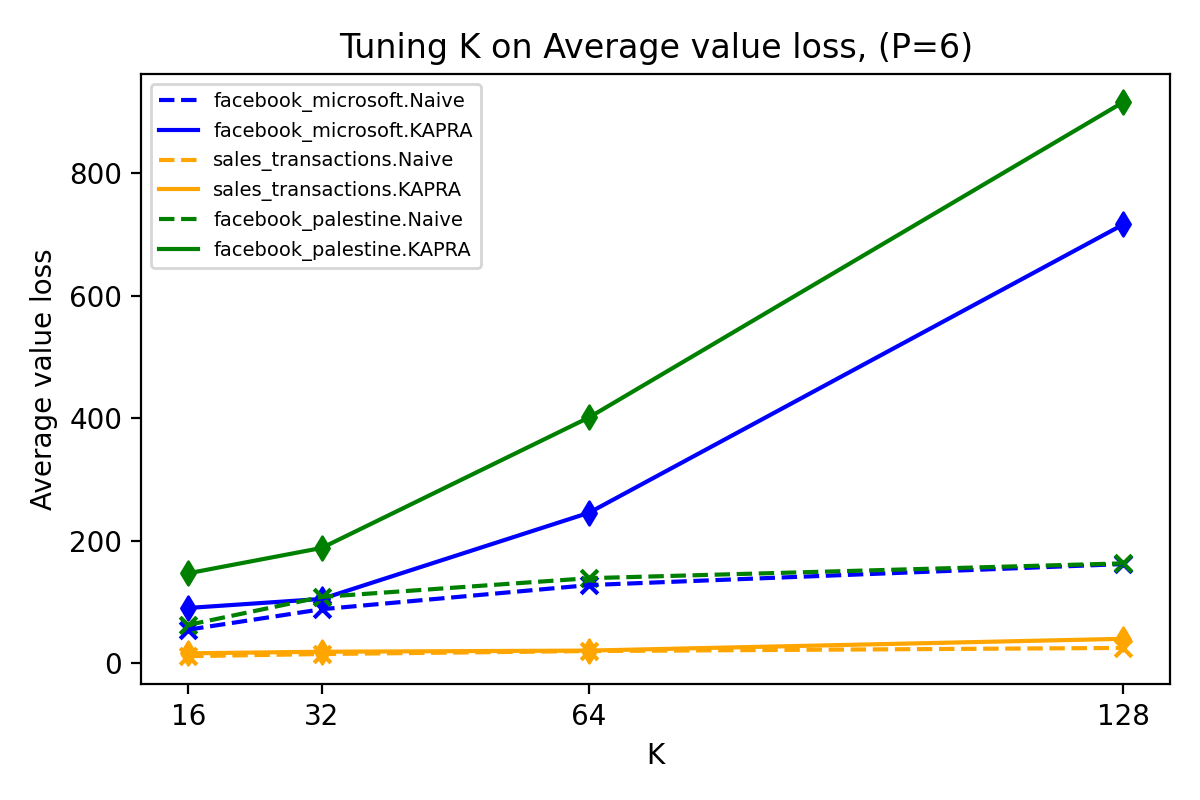 Tuning K on Average value loss, (P=6)
facebook_microsoft.Naive
facebook_microsoft.KAPRA
sales_transactions.Naive
sales_transactions.KAPRA
facebook_palestine.Naive
facebook_palestine.KAPRA
Average value loss
800
600
400
200
0
16 32 64 128
K